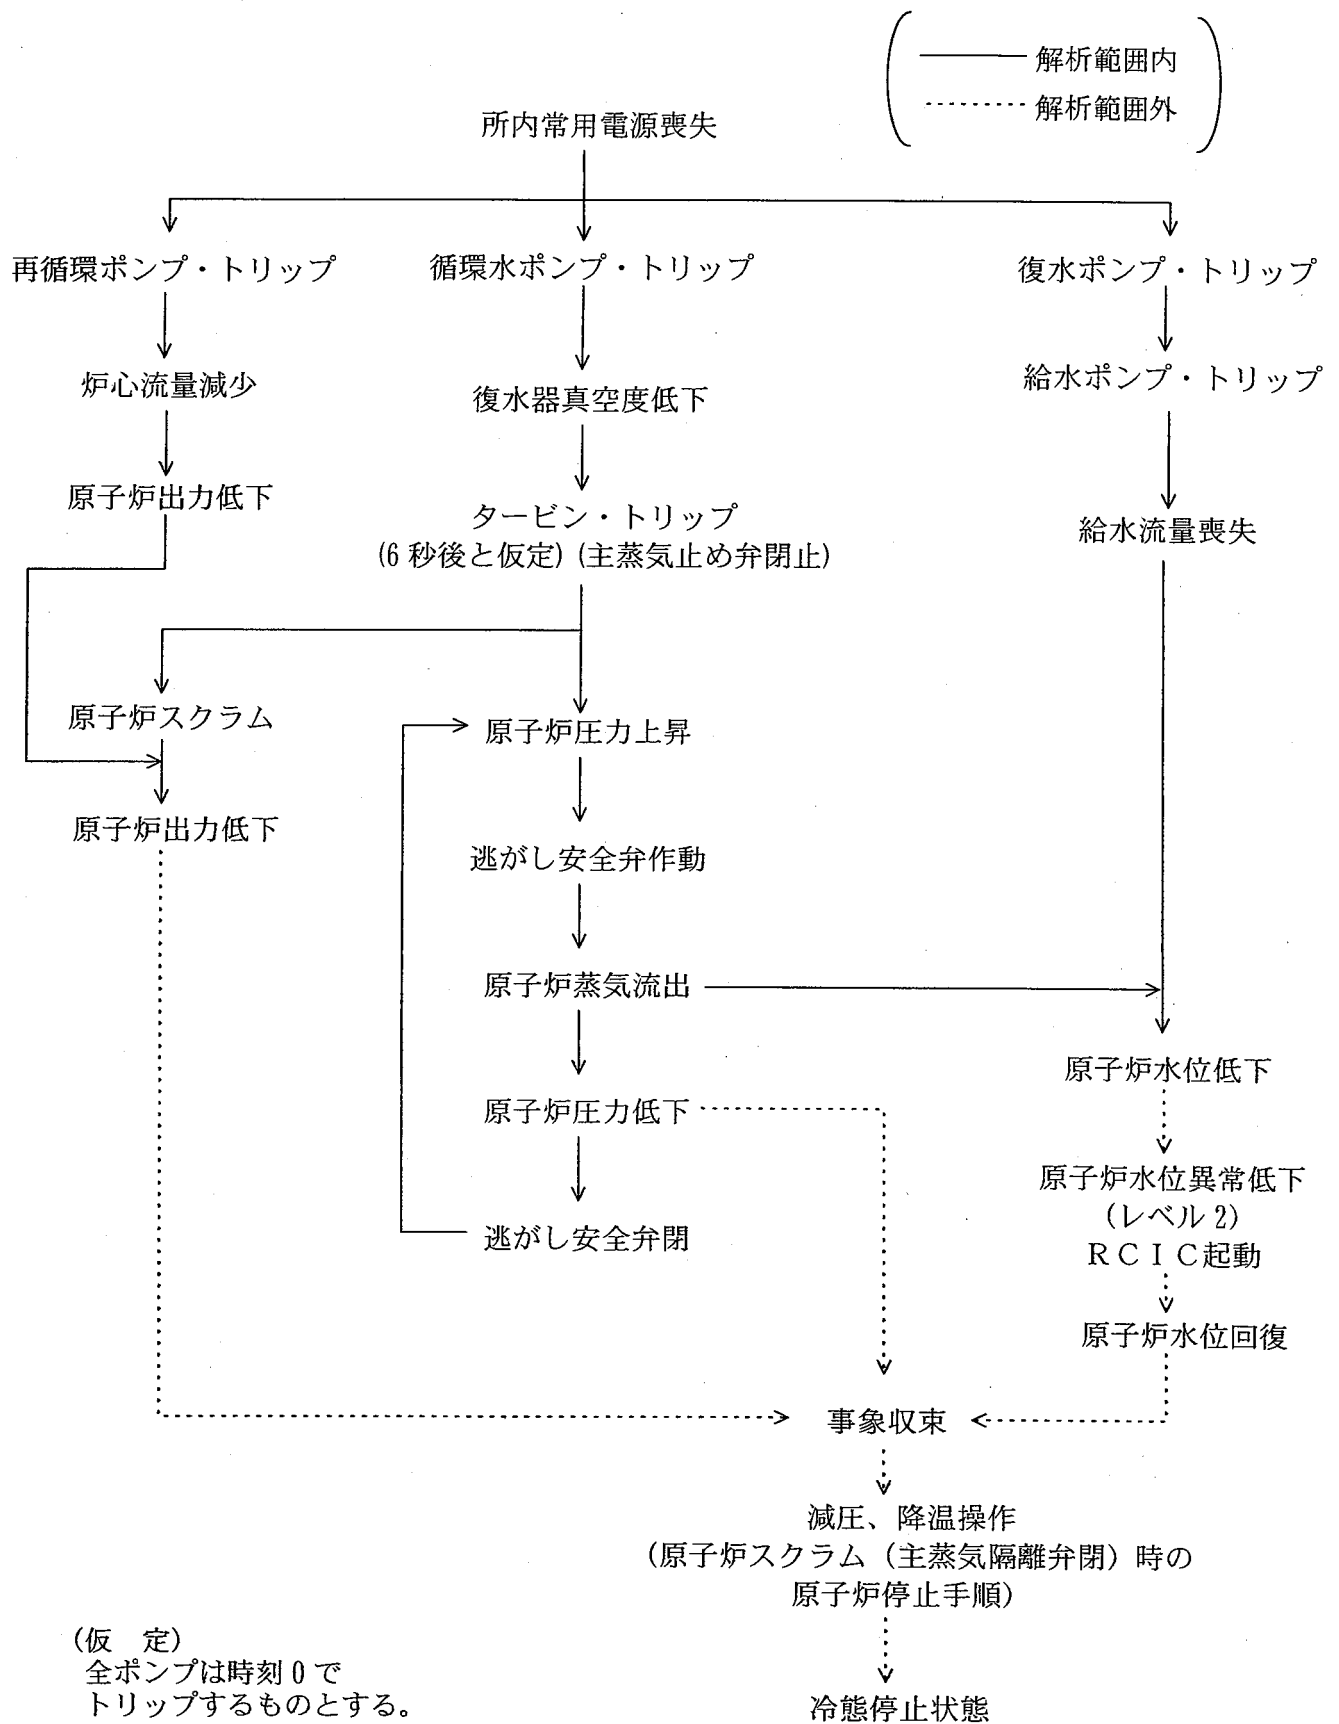 解析範囲内
解析範囲外
所内常用電源喪失
再循環ポンプ・トリップ
循環水ポンプ・トリップ
復水ポンプ・トリップ
炉心流量減少
復水器真空度低下
給水ポンプ・トリップ
原子炉出力低下
タービン・トリップ
(6秒後と仮定)(主蒸気止め弁閉止)
給水流量喪失
原子炉スクラム
原子炉圧力上昇
原子炉出力低下
逃がし安全弁作動
原子炉蒸気流出
原子炉水位低下
原子炉圧力低下
原子炉水位異常低下
(レベル2)
RCIC起動
逃がし安全弁閉
原子炉水位回復
事象収束
減圧、降温操作
(原子炉スクラム(主蒸気隔離弁閉)時の
原子炉停止手順)
冷態停止状態
(仮 定)
全ポンプは時刻0で
トリップするものとする。